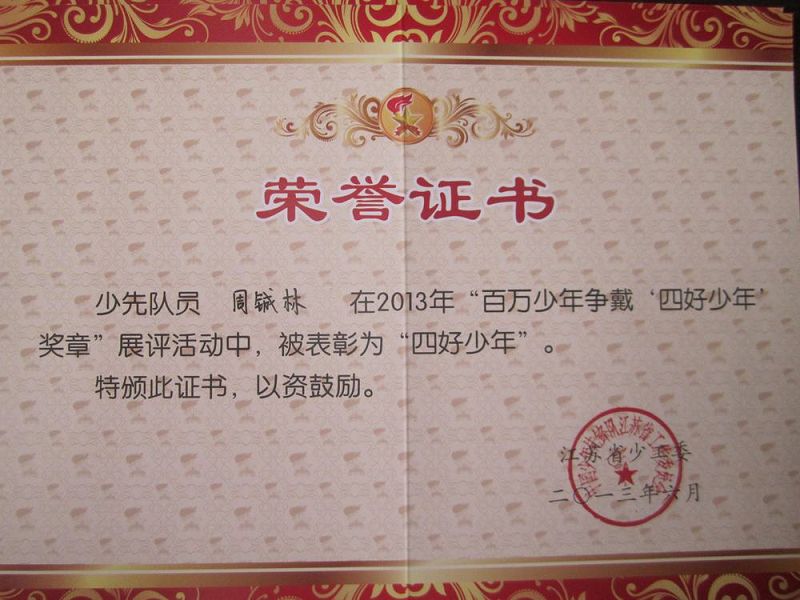 荣誉证书
少先队员 周铖林 在2013年“百万少年争戴‘四好少年’
奖章”展评活动中，被表彰为“四好少年”。
特颁此证书，以资鼓励。
江苏省少工委
二〇一三年六月